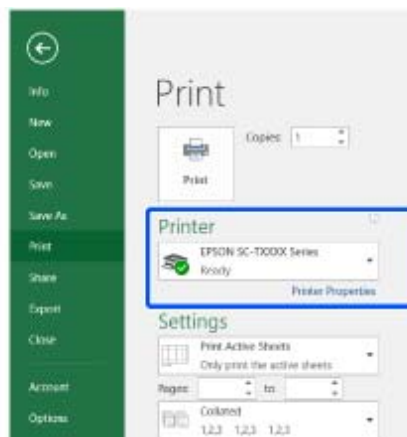 Info
New
Open
Save
Save As
Print
Share
Export
Close
Account
Options
Print
Copies: 1
Print
Printer
EPSON SC-TXXXX Series
Ready
Printer Properties
Settings
Print Active Sheets
Only print the active sheets
Pages: to
Collated
1,2,3 1,2,3 1,2,3